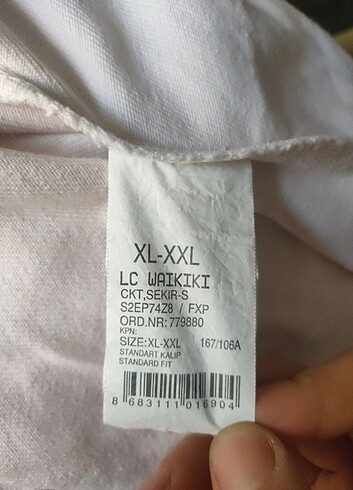 XL-XXL
LC WAIKIKI
CKT,SEKIR-S
S2EP74Z8 / FXP
ORD.NR: 779880
KPN:
SIZE:XL-XXL 167/106A
STANDART KALIP
STANDARD FIT
8 683111 016904